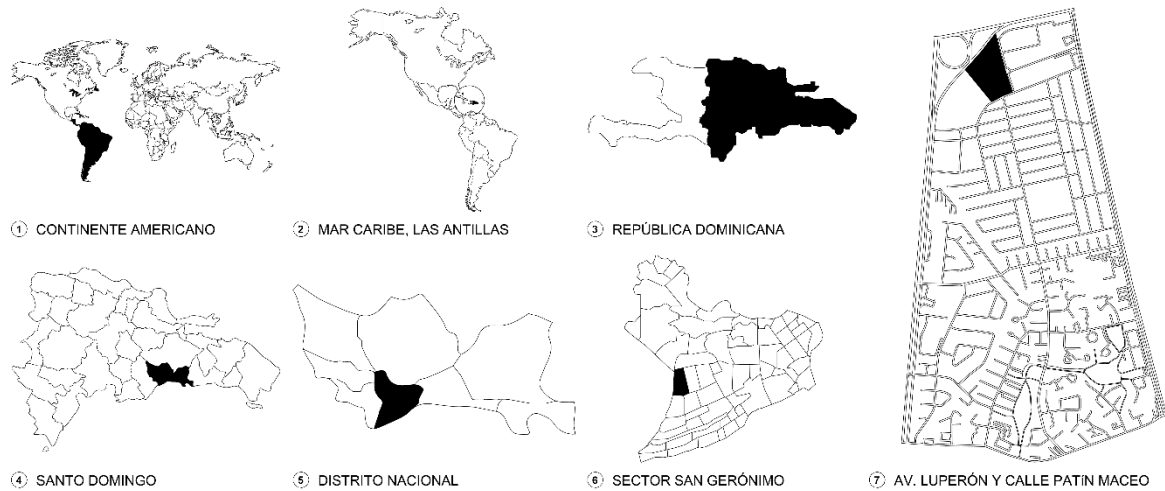 1 CONTINENTE AMERICANO
2 MAR CARIBE, LAS ANTILLAS
3 REPÚBLICA DOMINICANA
4 SANTO DOMINGO
5 DISTRITO NACIONAL
6 SECTOR SAN GERÓNIMO
7 AV. LUPERÓN Y CALLE PATÍN MACEO